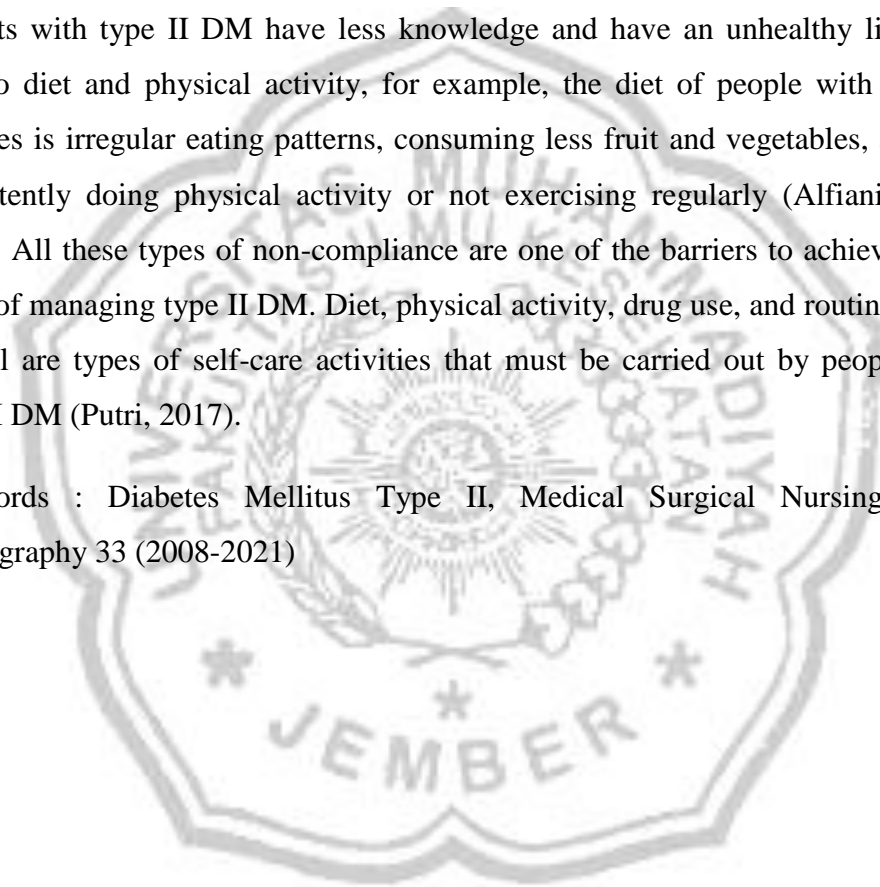 ts with type II DM have less knowledge and have an unhealthy li
o diet and physical activity, for example, the diet of people with
es is irregular eating patterns, consuming less fruit and vegetables,
tently doing physical activity or not exercising regularly (Alfiani
All these types of non-compliance are one of the barriers to achiev
of managing type II DM. Diet, physical activity, drug use, and routin
l are types of self-care activities that must be carried out by peop
I DM (Putri, 2017).
ords : Diabetes Mellitus Type II, Medical Surgical Nursing
graphy 33 (2008-2021)
UNIVERSITAS MUHAMMADIYAH
FAKULTAS ILMU KESEHATAN
JEMBER